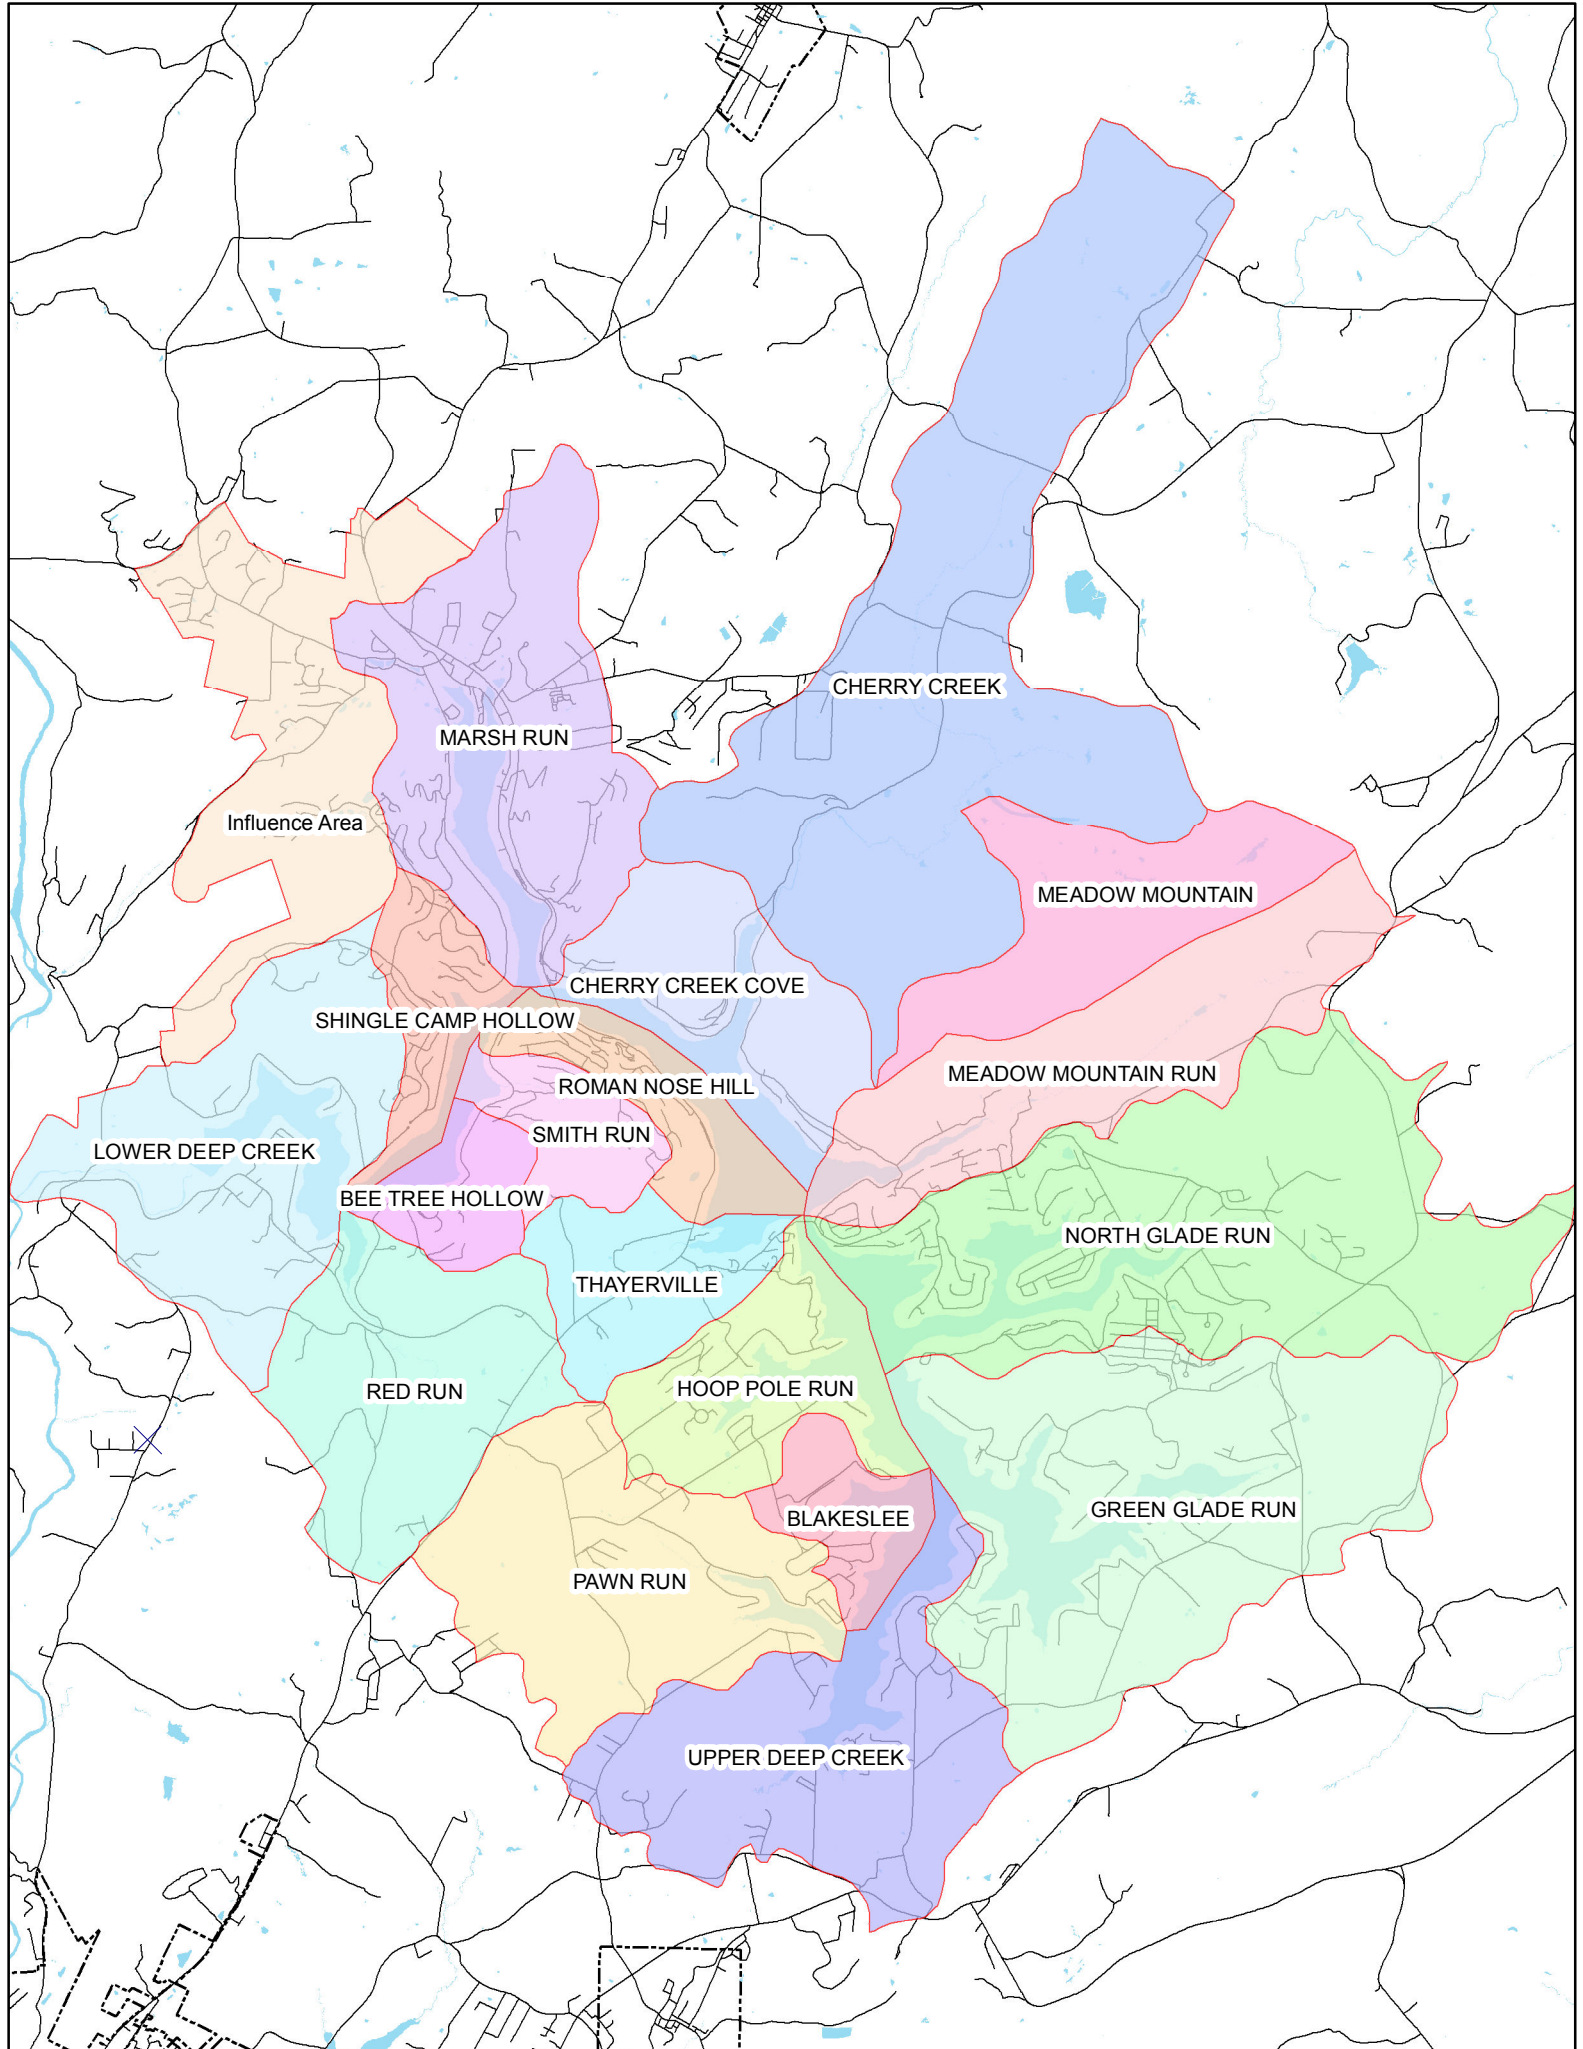 CHERRY CREEK
MARSH RUN
Influence Area
MEADOW MOUNTAIN
CHERRY CREEK COVE
SHINGLE CAMP HOLLOW
MEADOW MOUNTAIN RUN
ROMAN NOSE HILL
SMITH RUN
LOWER DEEP CREEK
BEE TREE HOLLOW
NORTH GLADE RUN
THAYERVILLE
HOOP POLE RUN
RED RUN
GREEN GLADE RUN
BLAKESLEE
PAWN RUN
UPPER DEEP CREEK